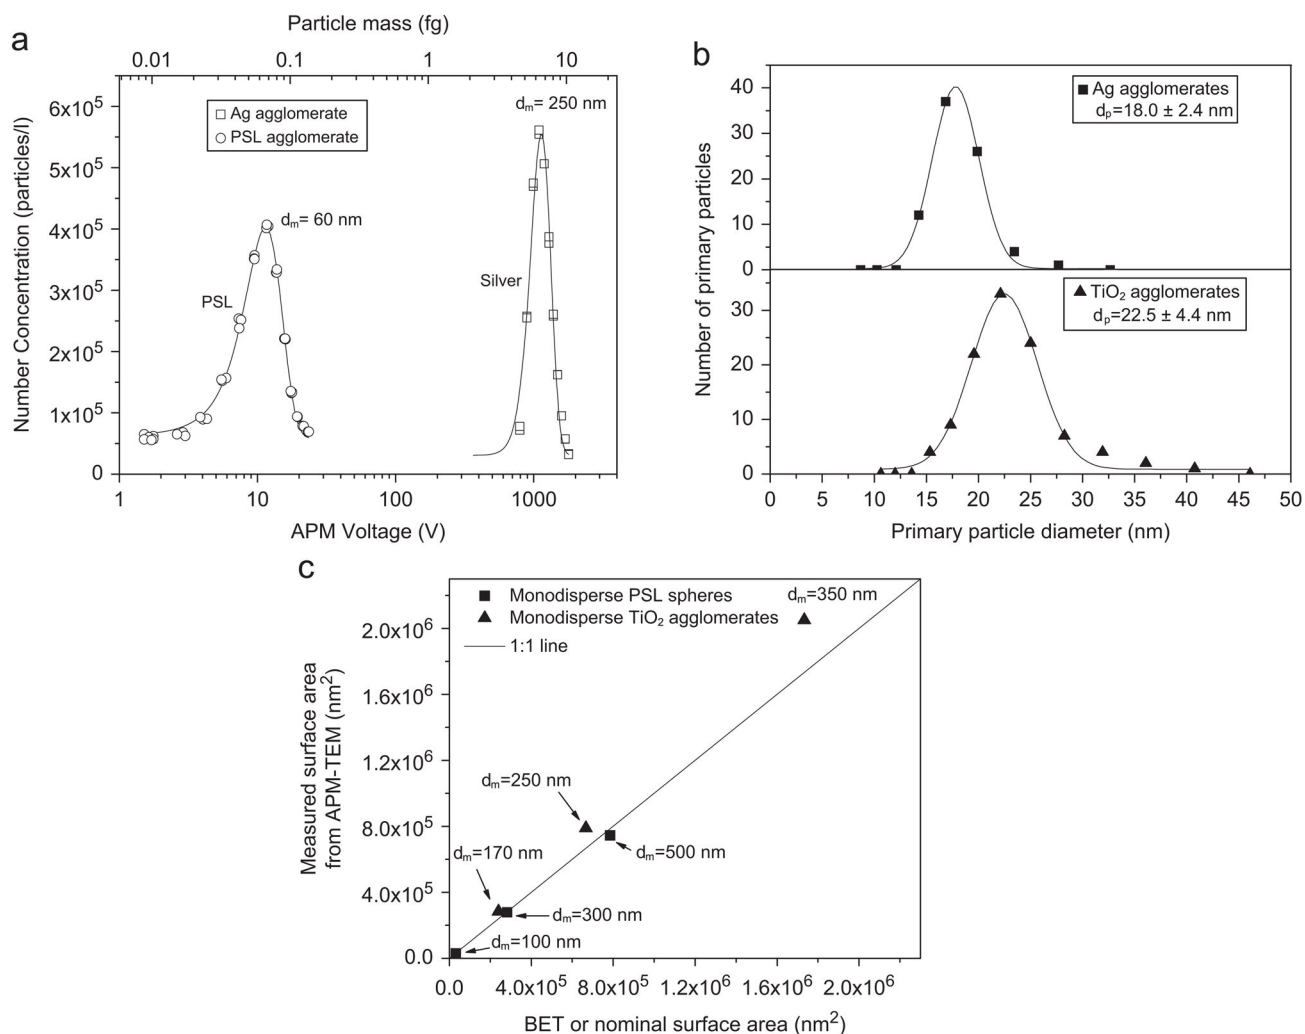 a
Particle mass (fg)
0.01 0.1 1 10
Number Concentration (particles/l)
6x10⁵
5x10⁵
4x10⁵
3x10⁵
2x10⁵
1x10⁵
0
Ag agglomerate
PSL agglomerate
dₘ= 250 nm
dₘ= 60 nm
PSL
Silver
1 10 100 1000
APM Voltage (V)
b
Number of primary particles
40
30
20
10
0
Ag agglomerates
dₚ=18.0 ± 2.4 nm
30
20
10
0
TiO₂ agglomerates
dₚ=22.5 ± 4.4 nm
0 5 10 15 20 25 30 35 40 45 50
Primary particle diameter (nm)
c
Measured surface area
from APM-TEM (nm²)
2.0x10⁶
1.6x10⁶
1.2x10⁶
8.0x10⁵
4.0x10⁵
0.0
Monodisperse PSL spheres
Monodisperse TiO₂ agglomerates
1:1 line
dₘ=350 nm
dₘ=250 nm
dₘ=170 nm
dₘ=500 nm
dₘ=300 nm
dₘ=100 nm
0.0 4.0x10⁵ 8.0x10⁵ 1.2x10⁶ 1.6x10⁶ 2.0x10⁶
BET or nominal surface area (nm²)